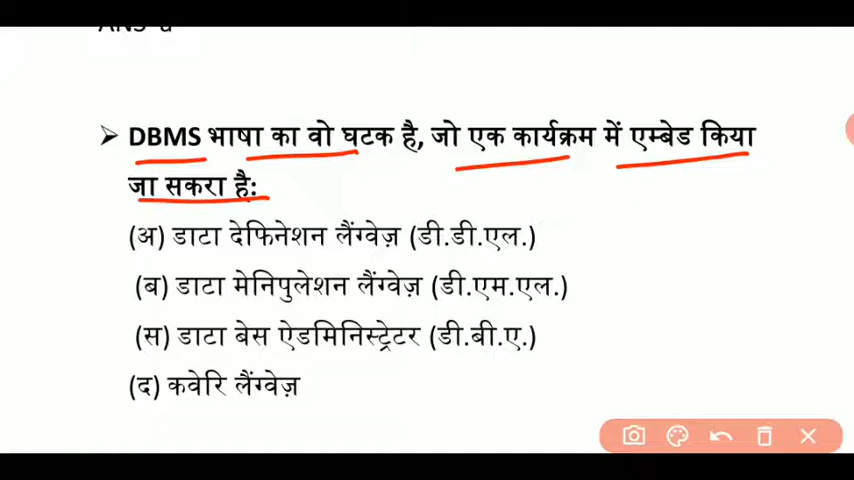 ➢ DBMS भाषा का वो घटक है, जो एक कार्यक्रम में एम्बेड किया
जा सकरा है:
(अ) डाटा देफिनेशन लैंग्वेज़ (डी.डी.एल.)
(ब) डाटा मेनिपुलेशन लैंग्वेज़ (डी.एम.एल.)
(स) डाटा बेस ऐडमिनिस्ट्रेटर (डी.बी.ए.)
(द) कवेरि लैंग्वेज़